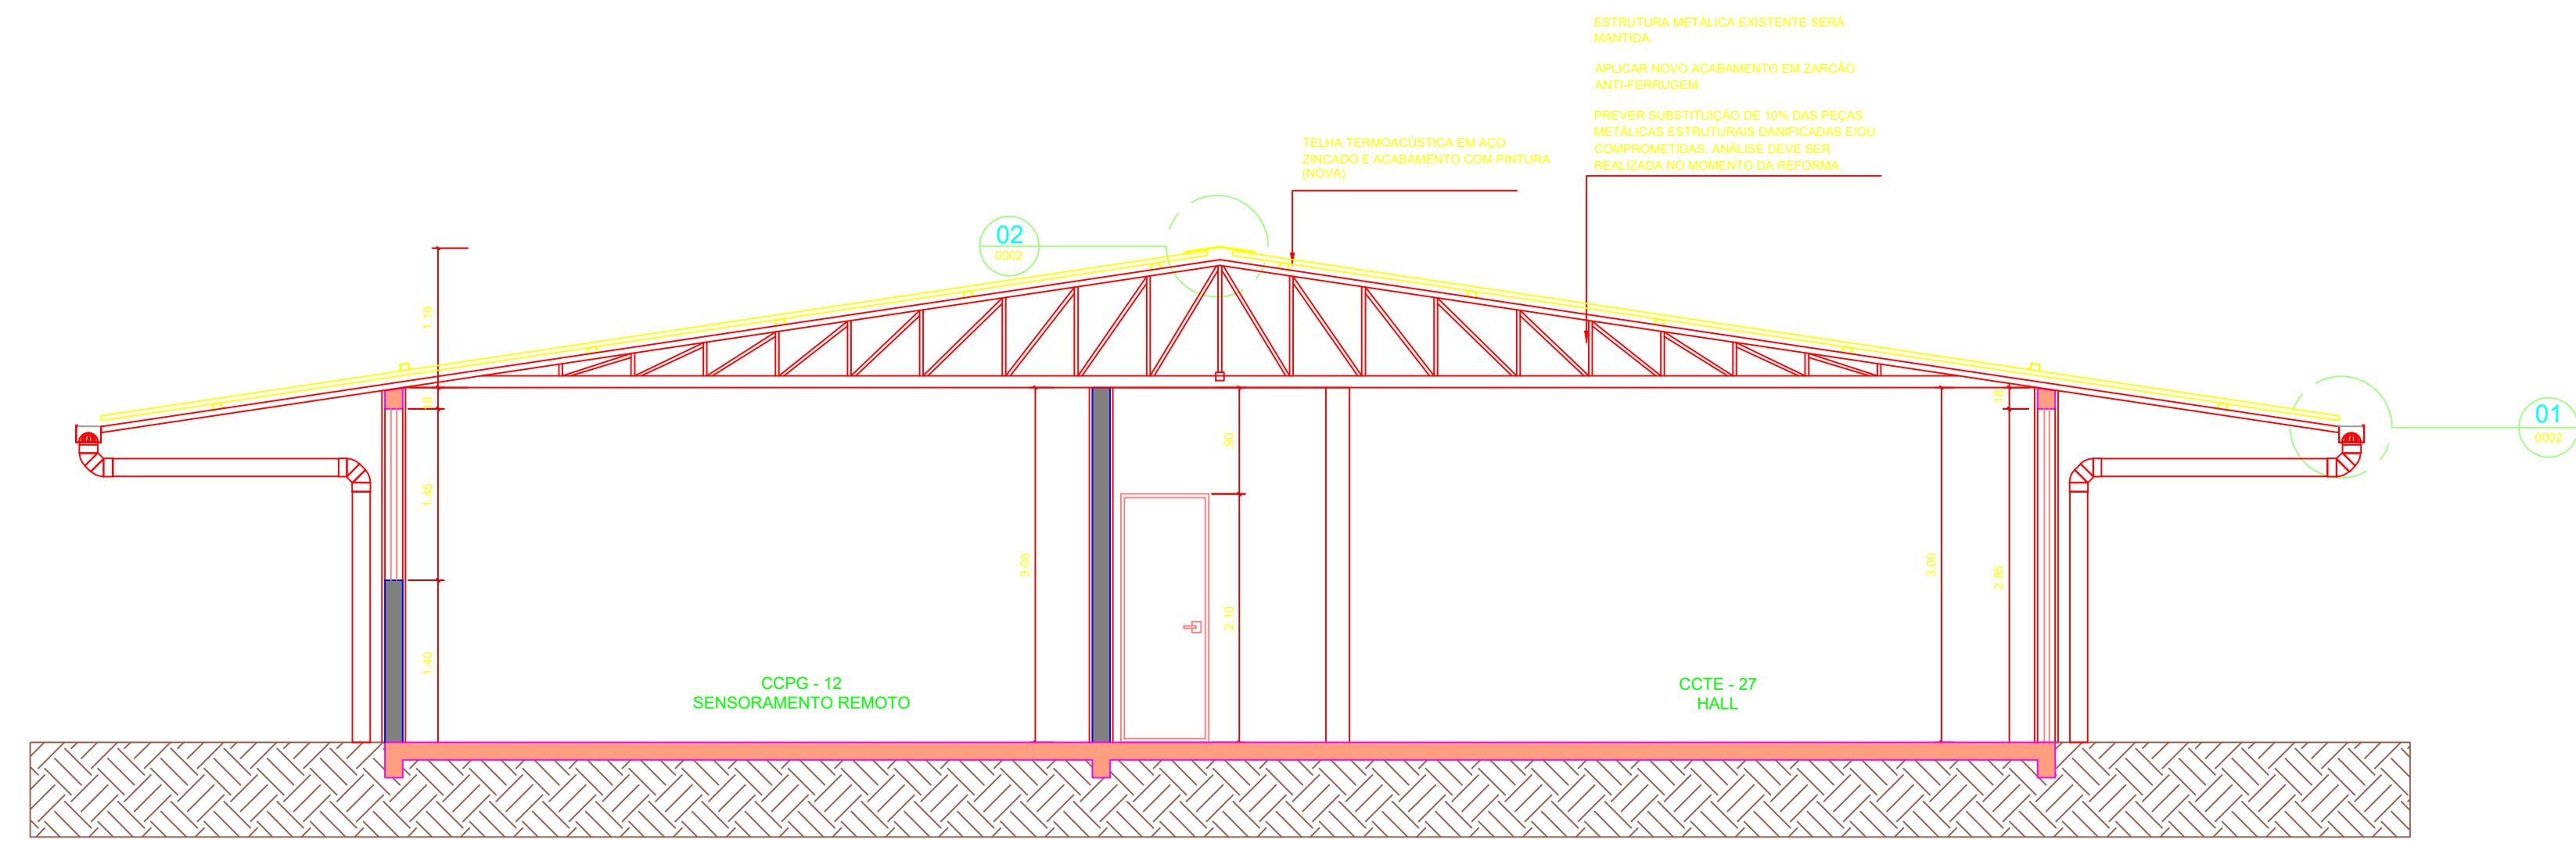 ESTRUTURA METÁLICA EXISTENTE SERÁ
MANTIDA.
APLICAR NOVO ACABAMENTO EM ZARCÃO
ANTI-FERRUGEM.
PREVER SUBSTITUIÇÃO DE 10% DAS PEÇAS
METÁLICAS ESTRUTURAIS DANIFICADAS E/OU
COMPROMETIDAS. ANÁLISE DEVE SER
REALIZADA NO MOMENTO DA REFORMA.
TELHA TERMOACÚSTICA EM AÇO
ZINCADO E ACABAMENTO COM PINTURA
(NOVA)
02
0002
01
0002
1.18
18
1.45
1.40
3.00
90
2.10
3.00
18
2.85
CCPG - 12
SENSORAMENTO REMOTO
CCTE - 27
HALL